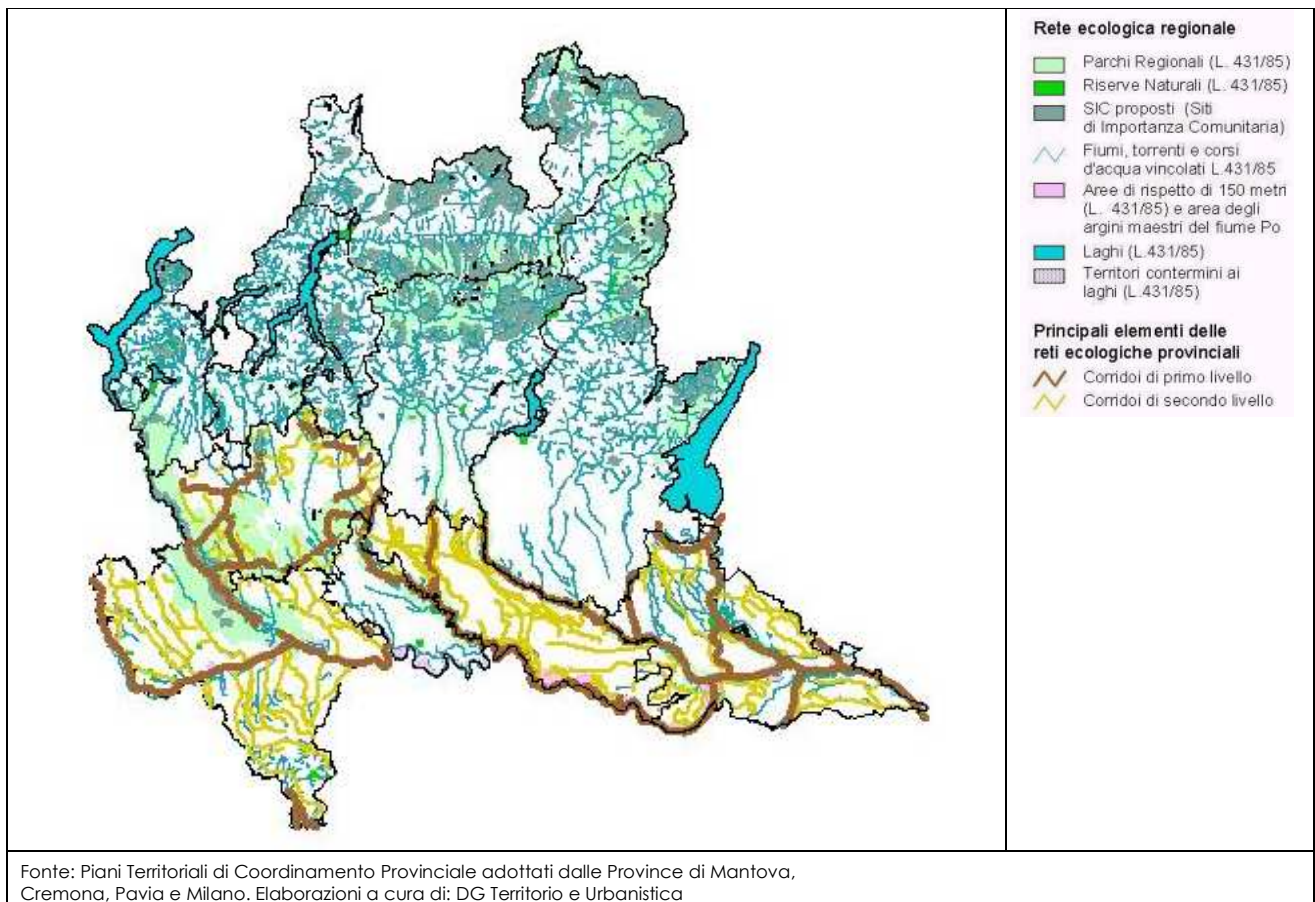 Rete ecologica regionale
Parchi Regionali (L. 431/85)
Riserve Naturali (L. 431/85)
SIC proposti (Siti
di Importanza Comunitaria)
Fiumi, torrenti e corsi
d'acqua vincolati L.431/85
Aree di rispetto di 150 metri
(L. 431/85) e area degli
argini maestri del fiume Po
Laghi (L.431/85)
Territori contermini ai
laghi (L.431/85)
Principali elementi delle
reti ecologiche provinciali
Corridoi di primo livello
Corridoi di secondo livello
Fonte: Piani Territoriali di Coordinamento Provinciale adottati dalle Province di Mantova,
Cremona, Pavia e Milano. Elaborazioni a cura di: DG Territorio e Urbanistica